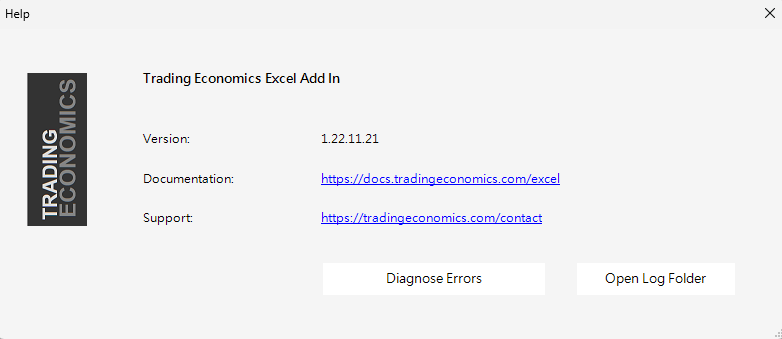 Help
TRADING
ECONOMICS
Trading Economics Excel Add In
Version: 1.22.11.21
Documentation: https://docs.tradingeconomics.com/excel
Support: https://tradingeconomics.com/contact
Diagnose Errors Open Log Folder